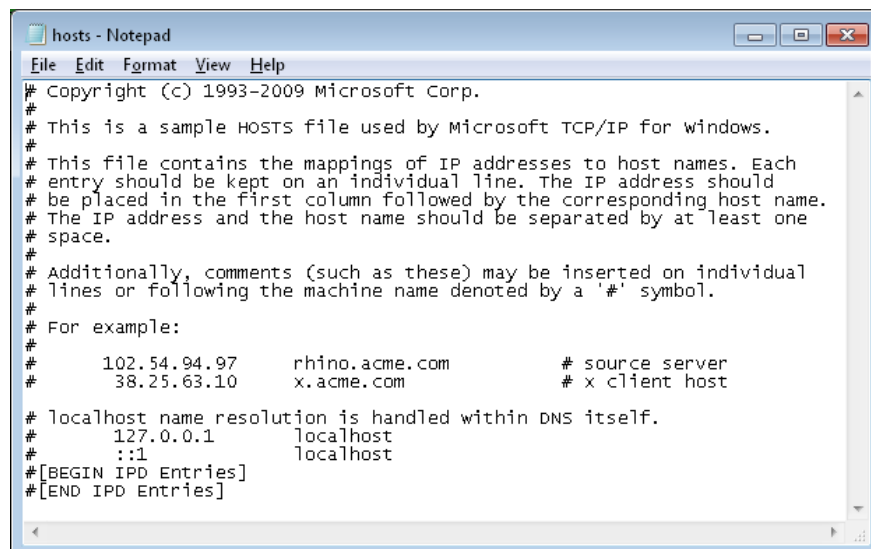 hosts - Notepad
File Edit Format View Help
# Copyright (c) 1993-2009 Microsoft Corp.
#
# This is a sample HOSTS file used by Microsoft TCP/IP for Windows.
#
# This file contains the mappings of IP addresses to host names. Each
# entry should be kept on an individual line. The IP address should
# be placed in the first column followed by the corresponding host name.
# The IP address and the host name should be separated by at least one
# space.
#
# Additionally, comments (such as these) may be inserted on individual
# lines or following the machine name denoted by a '#' symbol.
#
# For example:
#
#      102.54.94.97     rhino.acme.com          # source server
#       38.25.63.10     x.acme.com              # x client host

# localhost name resolution is handled within DNS itself.
#       127.0.0.1       localhost
#       ::1             localhost
#[BEGIN IPD Entries]
#[END IPD Entries]